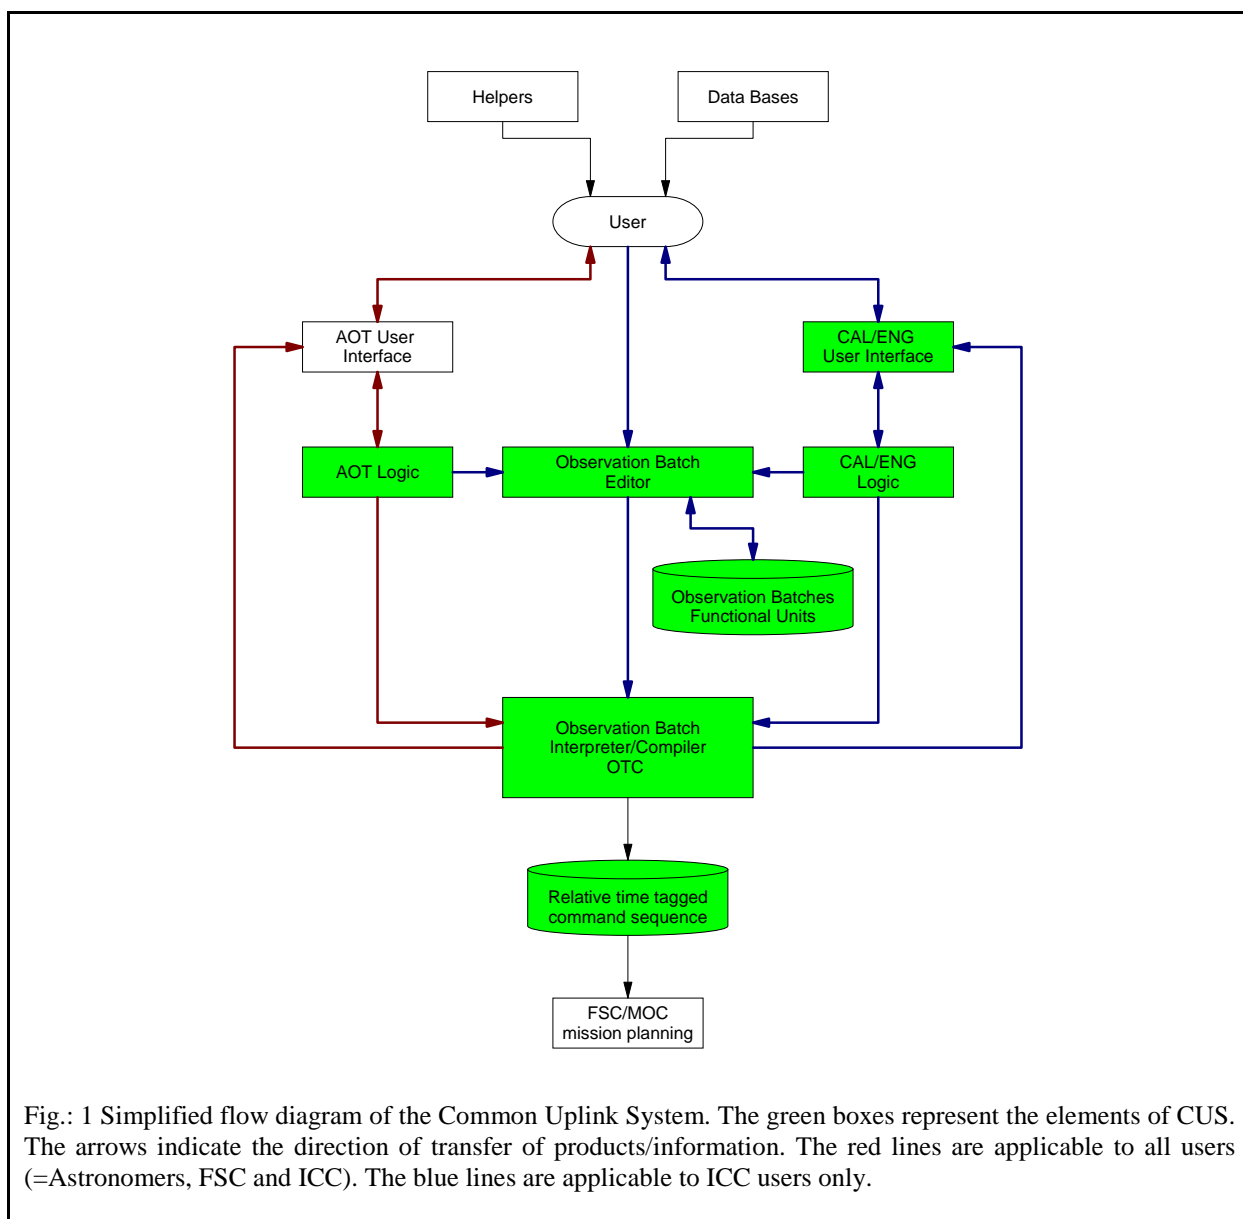 Helpers
Data Bases
User
AOT User
Interface
CAL/ENG
User Interface
AOT Logic
Observation Batch
Editor
CAL/ENG
Logic
Observation Batches
Functional Units
Observation Batch
Interpreter/Compiler
OTC
Relative time tagged
command sequence
FSC/MOC
mission planning
Fig.: 1 Simplified flow diagram of the Common Uplink System. The green boxes represent the elements of CUS.
The arrows indicate the direction of transfer of products/information. The red lines are applicable to all users
(=Astronomers, FSC and ICC). The blue lines are applicable to ICC users only.